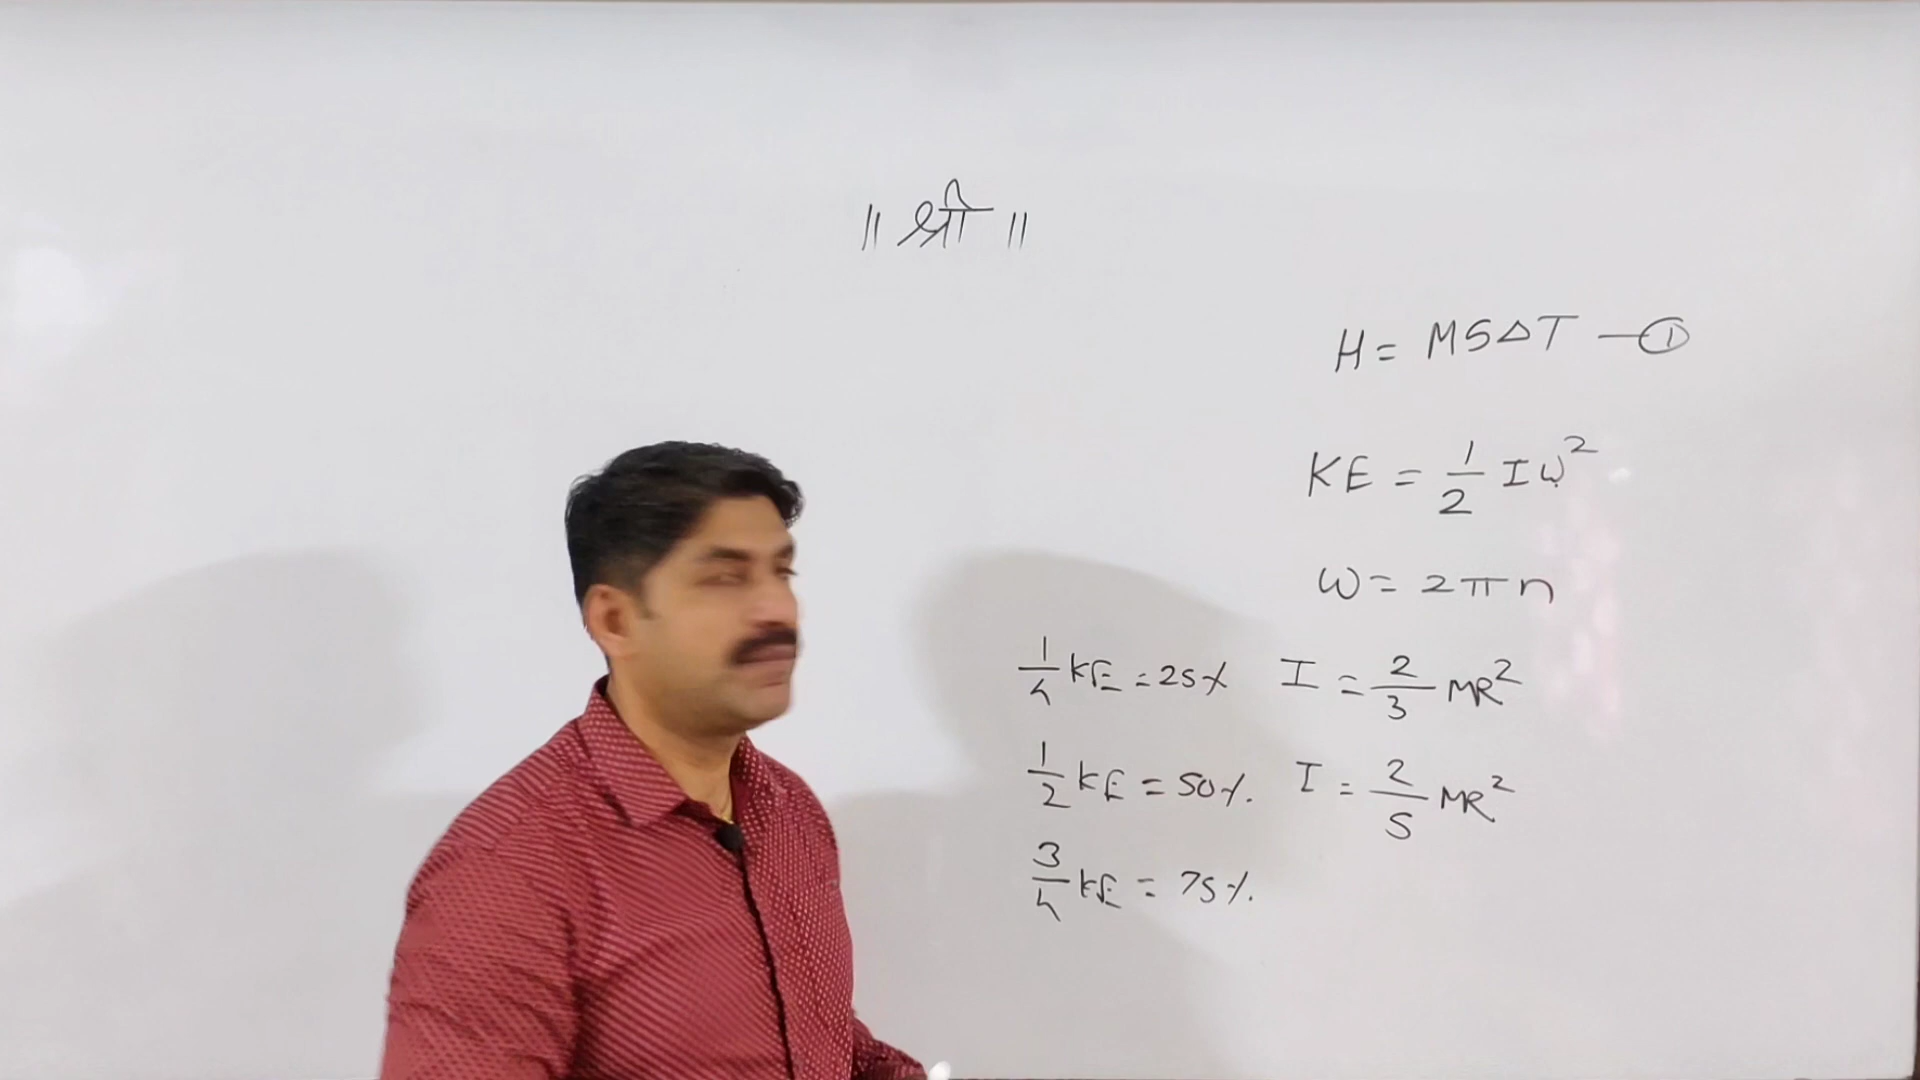 ॥ श्री ॥
H = MSΔT —①
KE = 1/2 Iω²
ω = 2πn
1/4 KE = 25% I = 2/3 MR²
1/2 KE = 50%. I = 2/5 MR²
3/4 KE = 75%.